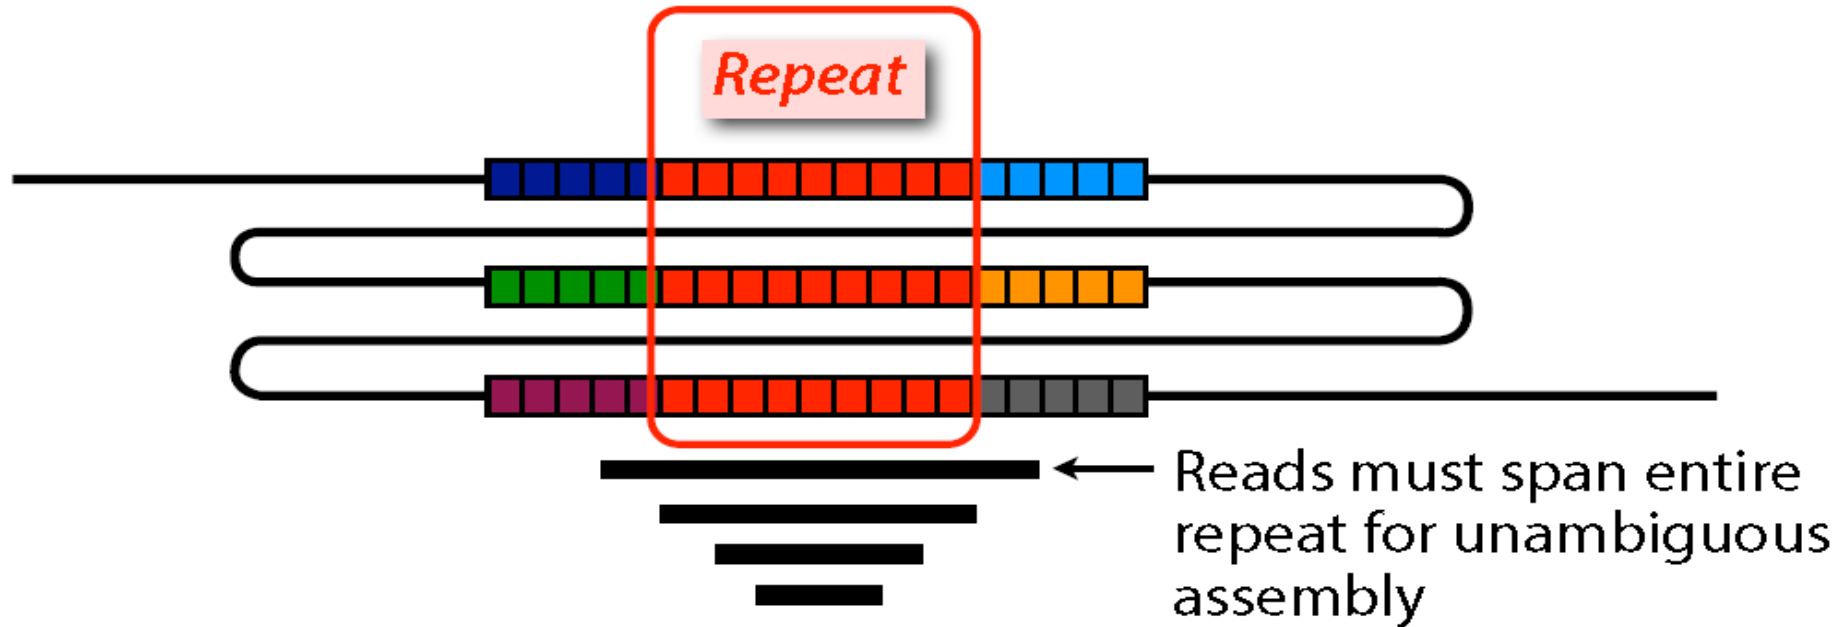 Repeat
Reads must span entire
repeat for unambiguous
assembly